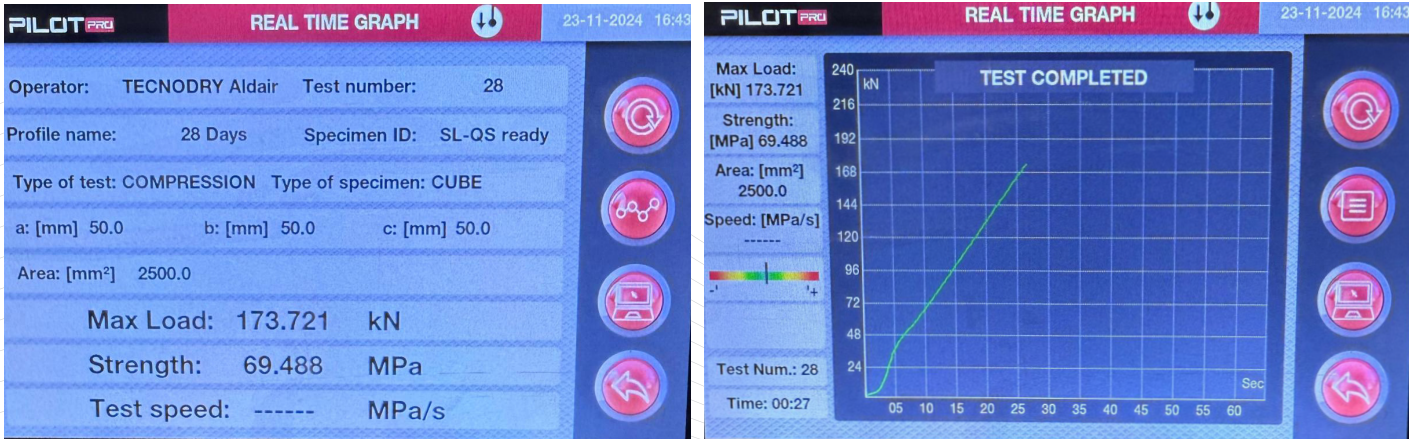 PILOT PRO REAL TIME GRAPH 23-11-2024 16:43
Operator: TECNODRY Aldair Test number: 28
Profile name: 28 Days Specimen ID: SL-QS ready
Type of test: COMPRESSION Type of specimen: CUBE
a: [mm] 50.0 b: [mm] 50.0 c: [mm] 50.0
Area: [mm²] 2500.0
Max Load: 173.721 kN
Strength: 69.488 MPa
Test speed: ------ MPa/s
PILOT PRO REAL TIME GRAPH 23-11-2024 16:43
Max Load:
[kN] 173.721
Strength:
[MPa] 69.488
Area: [mm²]
2500.0
Speed: [MPa/s]
------
-' '+
Test Num.: 28
Time: 00:27
TEST COMPLETED
kN
240
216
192
168
144
120
96
72
48
24
Sec
05 10 15 20 25 30 35 40 45 50 55 60